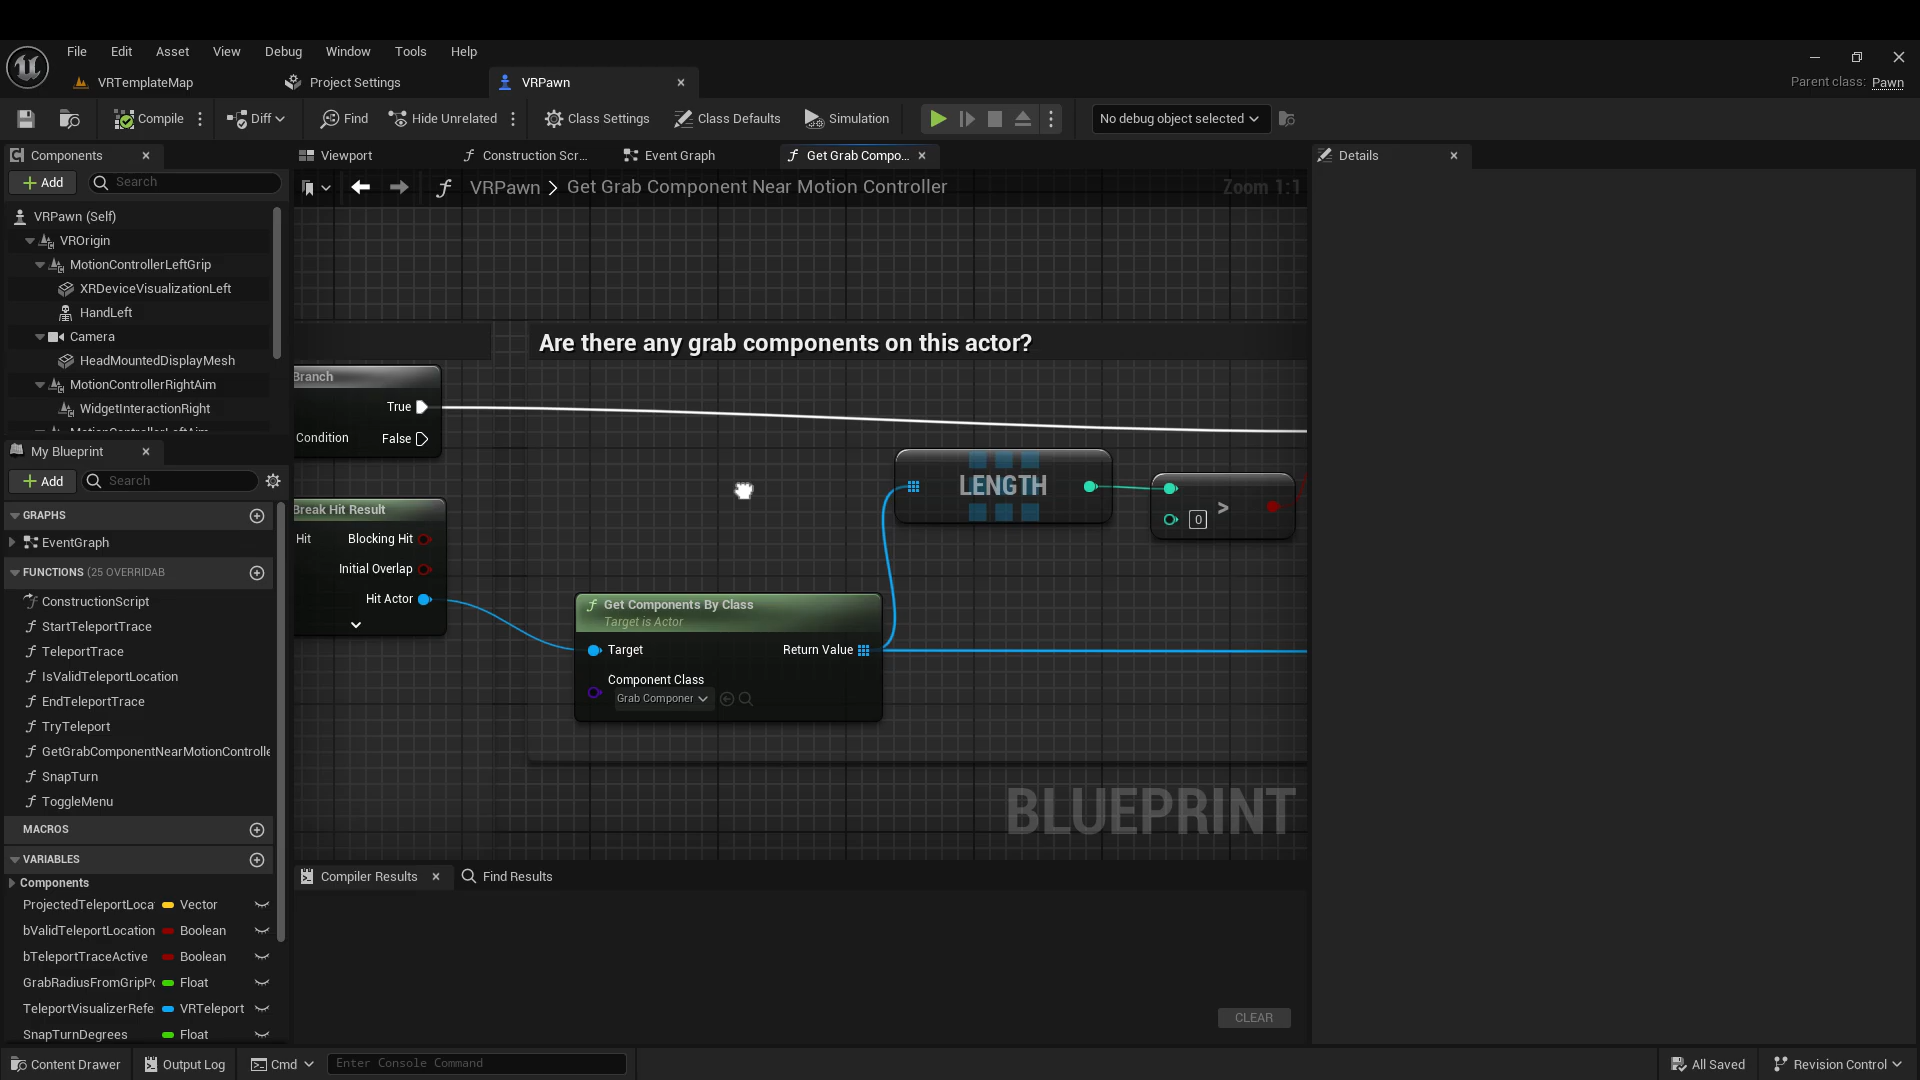 File Edit Asset View Debug Window Tools Help
VRTemplateMap Project Settings VRPawn
Parent class: Pawn
Compile Diff Find Hide Unrelated Class Settings Class Defaults Simulation No debug object selected
Components
Add Search
VRPawn (Self)
VROrigin
MotionControllerLeftGrip
XRDeviceVisualizationLeft
HandLeft
Camera
HeadMountedDisplayMesh
MotionControllerRightAim
WidgetInteractionRight
MotionControllerLeftAim
My Blueprint
Add Search
GRAPHS
EventGraph
FUNCTIONS (25 OVERRIDAB
ConstructionScript
StartTeleportTrace
TeleportTrace
IsValidTeleportLocation
EndTeleportTrace
TryTeleport
GetGrabComponentNearMotionControlle
SnapTurn
ToggleMenu
MACROS
VARIABLES
Components
ProjectedTeleportLoca Vector
bValidTeleportLocation Boolean
bTeleportTraceActive Boolean
GrabRadiusFromGripPo Float
TeleportVisualizerRefe VRTeleport
SnapTurnDegrees Float
Viewport Construction Scr... Event Graph Get Grab Compo...
VRPawn > Get Grab Component Near Motion Controller
Zoom 1:1
Are there any grab components on this actor?
Branch
True
Condition False
Break Hit Result
Hit Blocking Hit
Initial Overlap
Hit Actor
LENGTH
>
0
Get Components By Class
Target is Actor
Target Return Value
Component Class
Grab Componer
BLUEPRINT
Compiler Results Find Results
CLEAR
Details
Content Drawer Output Log Cmd Enter Console Command
All Saved Revision Control